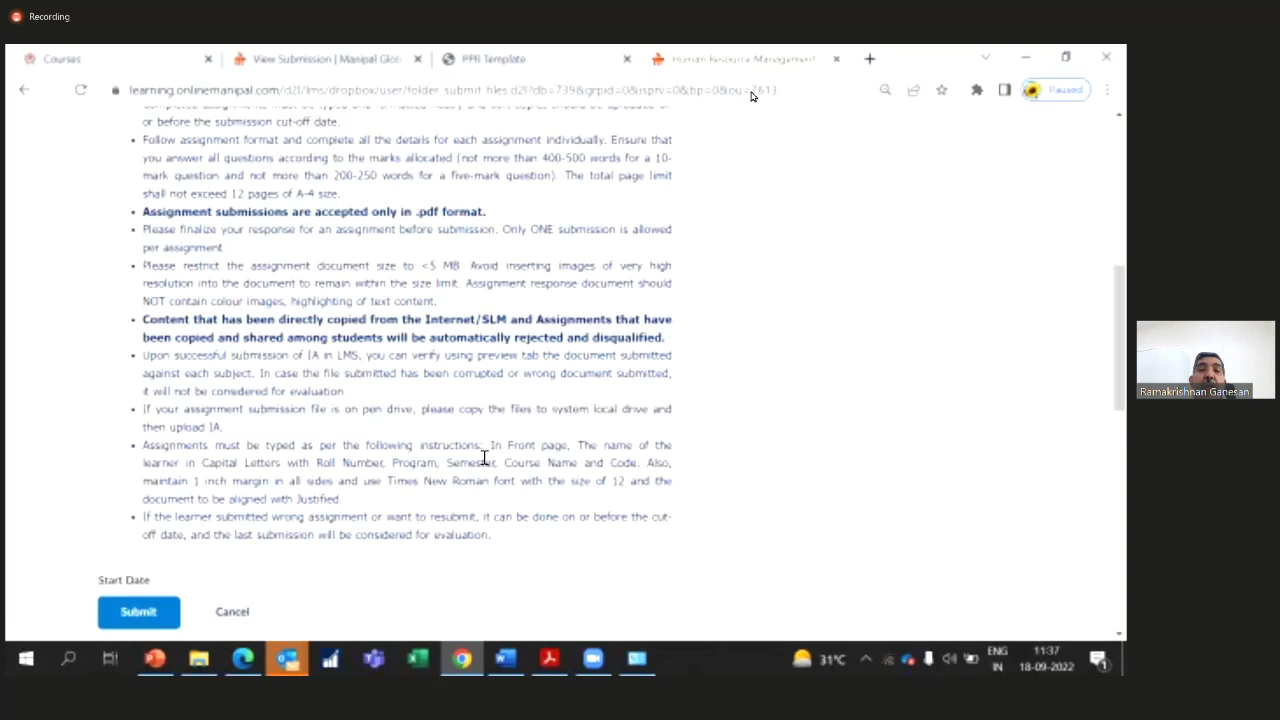 Recording
Courses
View Submission | Manipal Glob
PPR Template
Human Resource Management
learning.onlinemanipal.com/d2l/lms/dropbox/user/folder_submit_files.d2l?db=739&grpid=0&isprv=0&bp=0&ou=7613
Paused
or before the submission cut-off date.
• Follow assignment format and complete all the details for each assignment individually. Ensure that
you answer all questions according to the marks allocated (not more than 400-500 words for a 10-
mark question and not more than 200-250 words for a five-mark question). The total page limit
shall not exceed 12 pages of A-4 size.
• Assignment submissions are accepted only in .pdf format.
• Please finalize your response for an assignment before submission. Only ONE submission is allowed
per assignment.
• Please restrict the assignment document size to <5 MB. Avoid inserting images of very high
resolution into the document to remain within the size limit. Assignment response document should
NOT contain colour images, highlighting of text content.
• Content that has been directly copied from the Internet/SLM and Assignments that have
been copied and shared among students will be automatically rejected and disqualified.
• Upon successful submission of IA in LMS, you can verify using preview tab the document submitted
against each subject. In case the file submitted has been corrupted or wrong document submitted,
it will not be considered for evaluation
• If your assignment submission file is on pen drive, please copy the files to system local drive and
then upload IA.
• Assignments must be typed as per the following instructions: In Front page, The name of the
learner in Capital Letters with Roll Number, Program, Semester, Course Name and Code. Also,
maintain 1 inch margin in all sides and use Times New Roman font with the size of 12 and the
document to be aligned with Justified.
• If the learner submitted wrong assignment or want to resubmit, it can be done on or before the cut-
off date, and the last submission will be considered for evaluation.
Start Date
Submit
Cancel
Ramakrishnan Ganesan
31°C
ENG
IN
11:37
18-09-2022
1